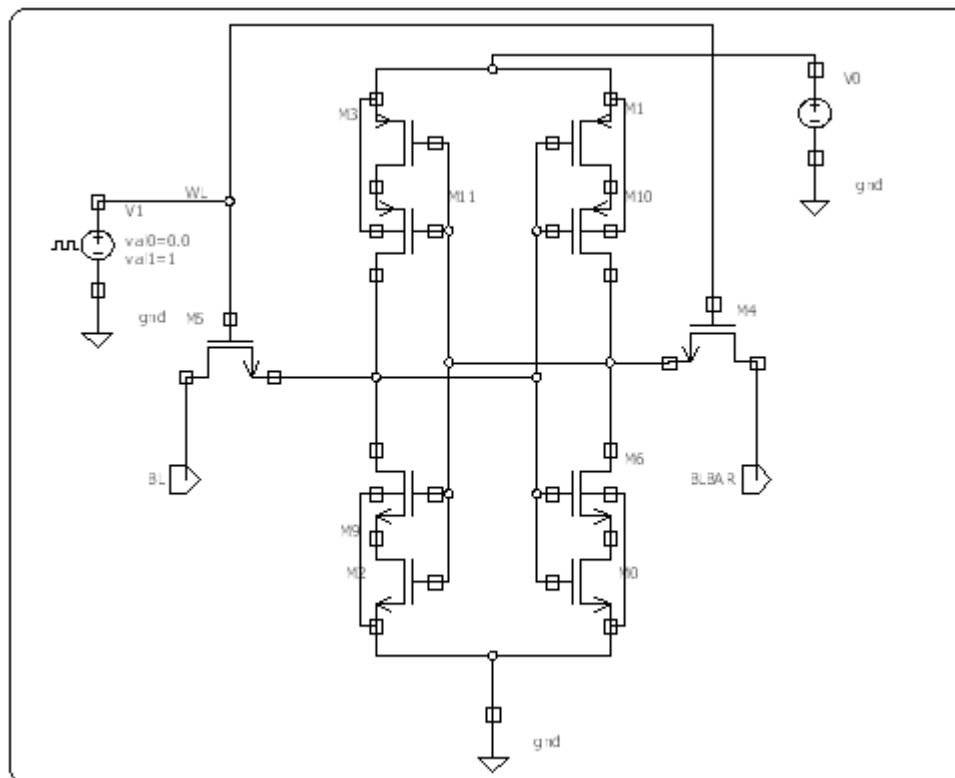 V0
M3
M1
gnd
WL
M11
M10
V1
val0=0.0
val1=1
gnd
M5
M4
BL
M6
BLBAR
M9
M2
M0
gnd